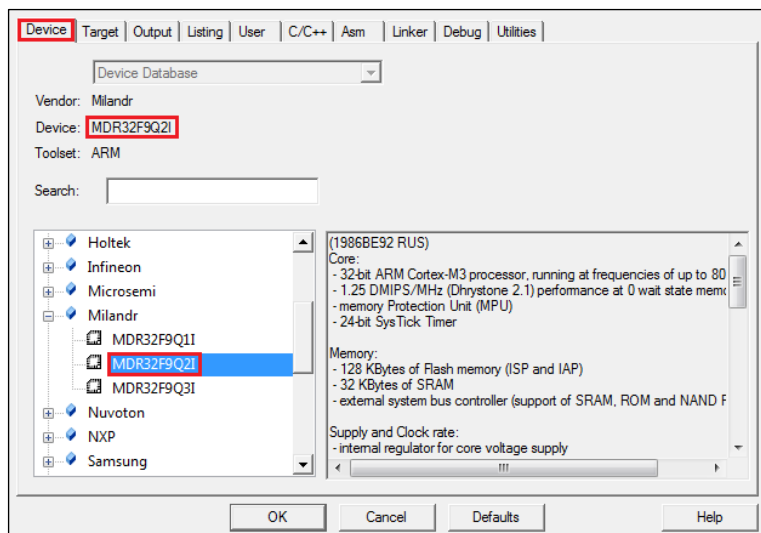 Device Target Output Listing User C/C++ Asm Linker Debug Utilities
Device Database
Vendor: Milandr
Device: MDR32F9Q2I
Toolset: ARM
Search:
Holtek
Infineon
Microsemi
Milandr
MDR32F9Q1I
MDR32F9Q2I
MDR32F9Q3I
Nuvoton
NXP
Samsung
(1986BE92 RUS)
Core:
- 32-bit ARM Cortex-M3 processor, running at frequencies of up to 80
- 1.25 DMIPS/MHz (Dhrystone 2.1) performance at 0 wait state memo
- memory Protection Unit (MPU)
- 24-bit SysTick Timer
Memory:
- 128 KBytes of Flash memory (ISP and IAP)
- 32 KBytes of SRAM
- external system bus controller (support of SRAM, ROM and NAND F
Supply and Clock rate:
- internal regulator for core voltage supply
OK Cancel Defaults Help